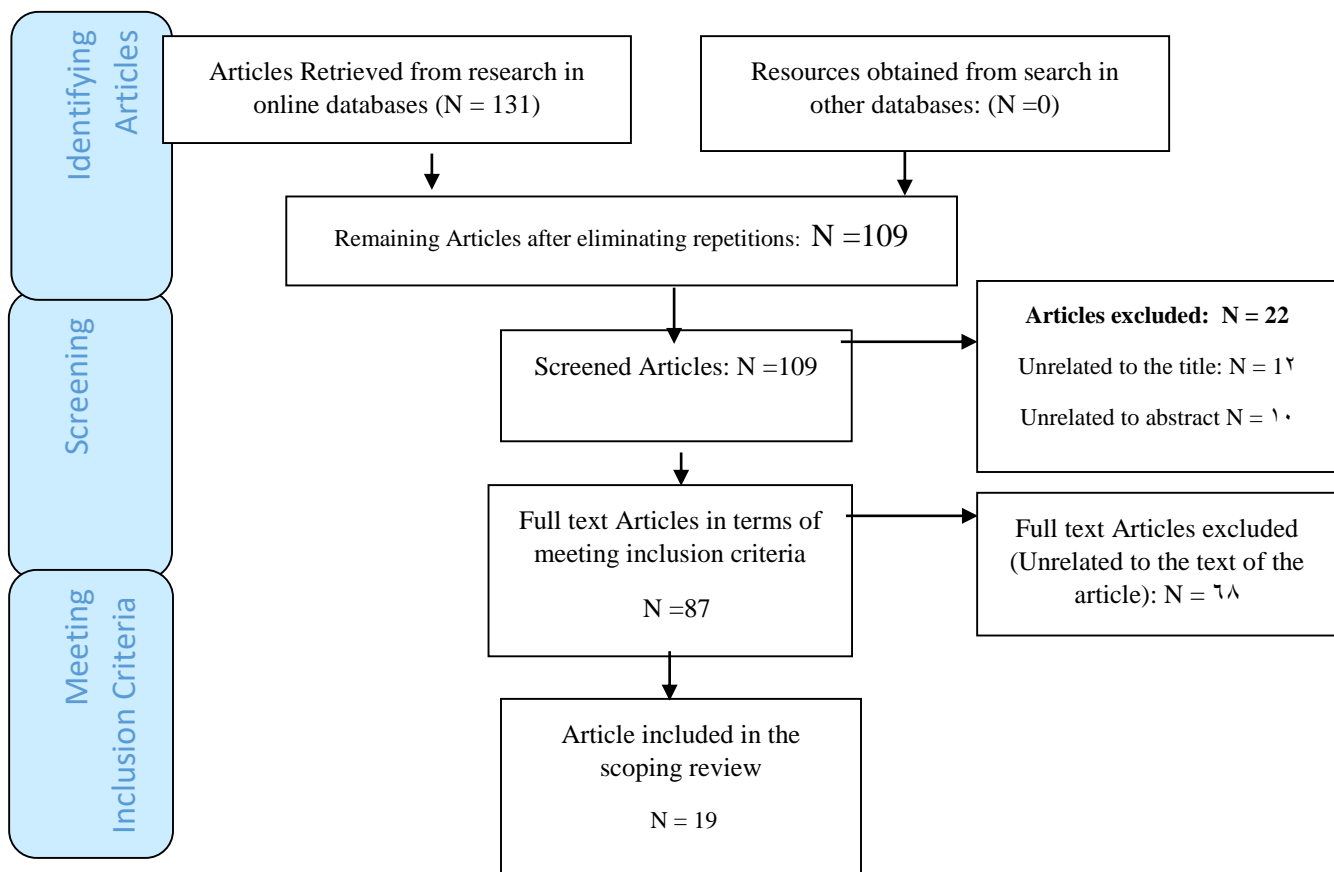 Identifying
Articles
Articles Retrieved from research in
online databases (N = 131)
Resources obtained from search in
other databases: (N =0)
Remaining Articles after eliminating repetitions: N =109
Screening
Screened Articles: N =109
Articles excluded: N = 22
Unrelated to the title: N = 1۲
Unrelated to abstract N = ۱۰
Full text Articles in terms of
meeting inclusion criteria
N =87
Full text Articles excluded
(Unrelated to the text of the
article): N = ٦۸
Meeting
Inclusion Criteria
Article included in the
scoping review
N = 19